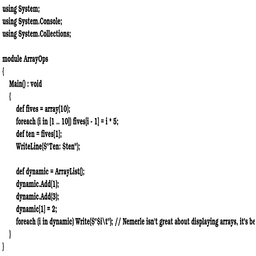 using System;
using System.Console;
using System.Collections;
module ArrayOps
{
Main() : void
{
def fives = array(10);
foreach (i in [1 .. 10]) fives[i - 1] = i * 5;
def ten = fives[1];
WriteLine($"Ten: $ten");
def dynamic = ArrayList();
dynamic.Add(1);
dynamic.Add(3);
dynamic[1] = 2;
foreach (i in dynamic) Write($"$i\t"); // Nemerle isn't great about displaying arrays, it's be
}
}